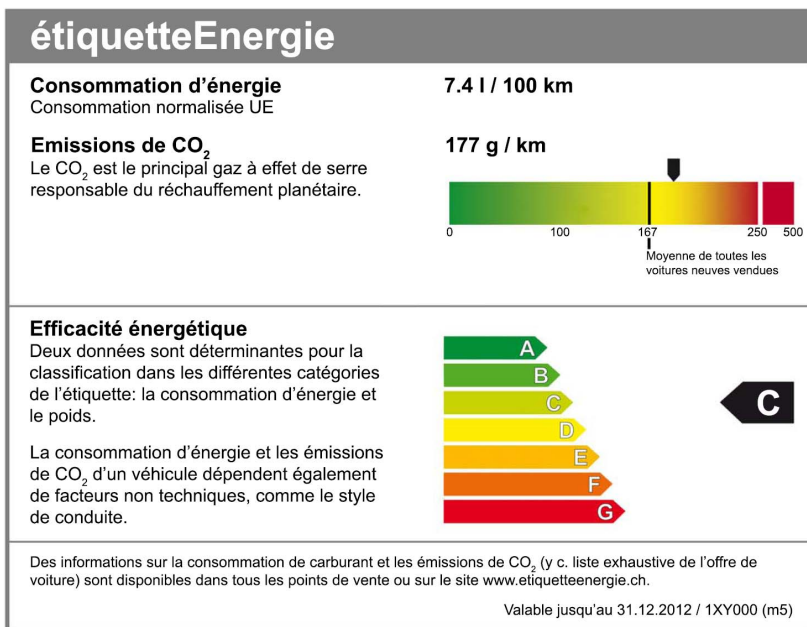 étiquetteEnergie
Consommation d'énergie
7.4 l / 100 km
Consommation normalisée UE
Emissions de CO₂
177 g / km
Le CO₂ est le principal gaz à effet de serre
responsable du réchauffement planétaire.
0 100 167 250 500
Moyenne de toutes les
voitures neuves vendues
Efficacité énergétique
Deux données sont déterminantes pour la
classification dans les différentes catégories
de l'étiquette: la consommation d'énergie et
le poids.
La consommation d'énergie et les émissions
de CO₂ d'un véhicule dépendent également
de facteurs non techniques, comme le style
de conduite.
A
B
C
D
E
F
G
C
Des informations sur la consommation de carburant et les émissions de CO₂ (y c. liste exhaustive de l'offre de
voiture) sont disponibles dans tous les points de vente ou sur le site www.etiquetteenergie.ch.
Valable jusqu'au 31.12.2012 / 1XY000 (m5)